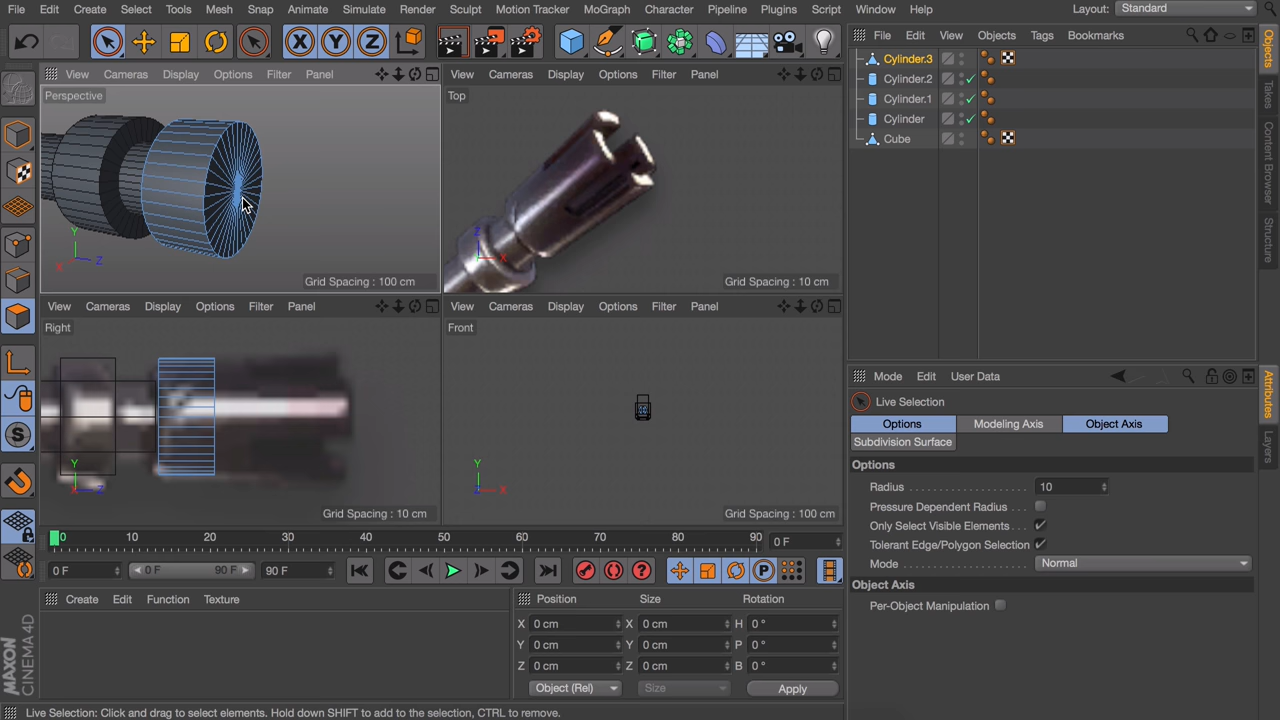 File Edit Create Select Tools Mesh Snap Animate Simulate Render Sculpt Motion Tracker MoGraph Character Pipeline Plugins Script Window Help Layout: Standard
X Y Z
View Cameras Display Options Filter Panel
View Cameras Display Options Filter Panel
Perspective
Top
Y
Z
X
Grid Spacing : 100 cm
Z
X
Grid Spacing : 10 cm
View Cameras Display Options Filter Panel
View Cameras Display Options Filter Panel
Right
Front
Y
X Z
Grid Spacing : 10 cm
Y
Z X
Grid Spacing : 100 cm
0 10 20 30 40 50 60 70 80 90 0 F
0 F 0 F 90 F 90 F
Create Edit Function Texture
Position Size Rotation
X 0 cm X 0 cm H 0 °
Y 0 cm Y 0 cm P 0 °
Z 0 cm Z 0 cm B 0 °
Object (Rel) Size Apply
MAXON
CINEMA 4D
Live Selection: Click and drag to select elements. Hold down SHIFT to add to the selection, CTRL to remove.
File Edit View Objects Tags Bookmarks
Cylinder.3
Cylinder.2
Cylinder.1
Cylinder
Cube
Objects
Takes
Content Browser
Structure
Mode Edit User Data
Live Selection
Options Modeling Axis Object Axis
Subdivision Surface
Options
Radius 10
Pressure Dependent Radius
Only Select Visible Elements
Tolerant Edge/Polygon Selection
Mode Normal
Object Axis
Per-Object Manipulation
Attributes
Layers